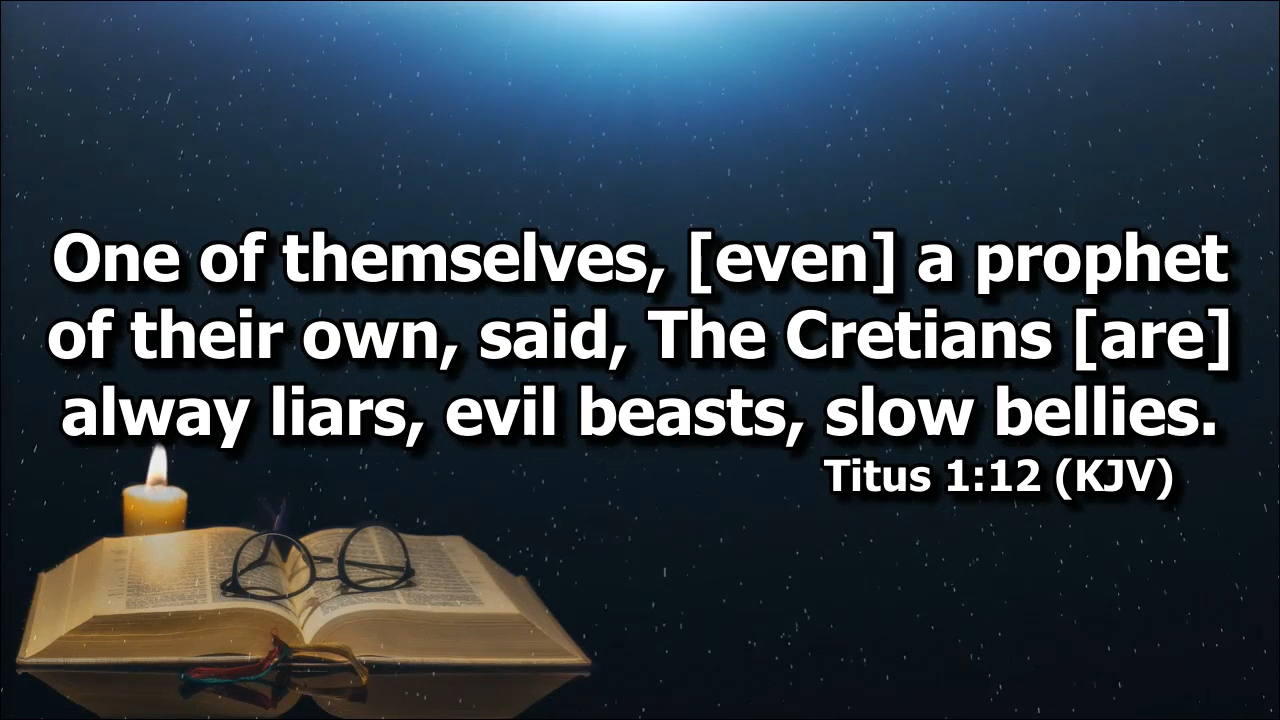 One of themselves, [even] a prophet
of their own, said, The Cretians [are]
alway liars, evil beasts, slow bellies.
Titus 1:12 (KJV)